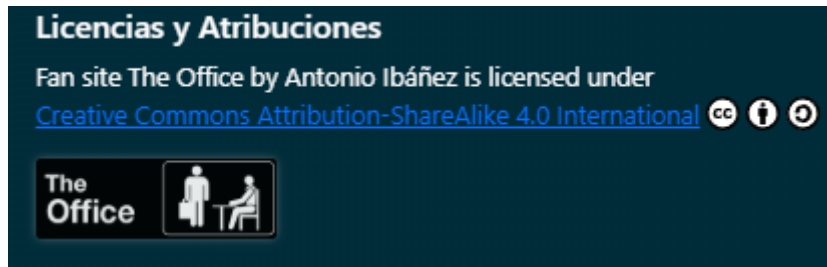 Licencias y Atribuciones
Fan site The Office by Antonio Ibáñez is licensed under
Creative Commons Attribution-ShareAlike 4.0 International cc
The
Office